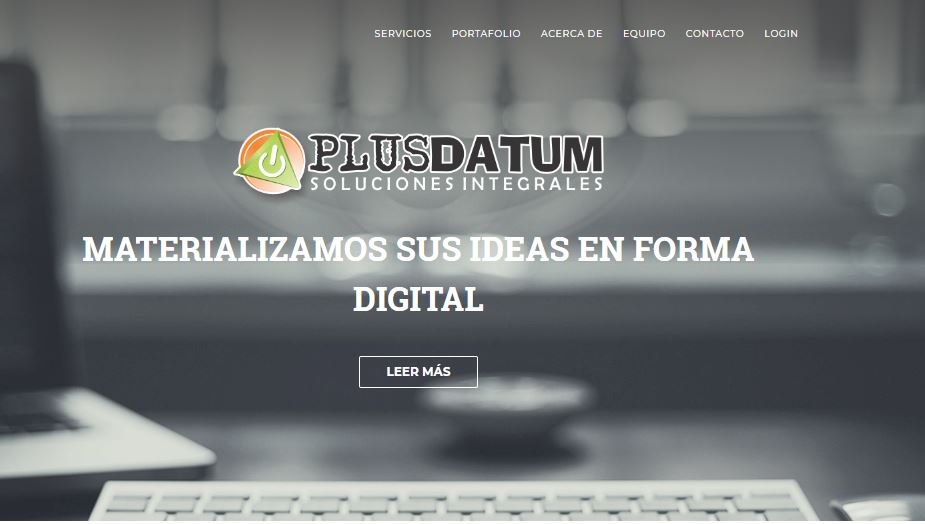 SERVICIOS PORTAFOLIO ACERCA DE EQUIPO CONTACTO LOGIN
PLUSDATUM
SOLUCIONES INTEGRALES
MATERIALIZAMOS SUS IDEAS EN FORMA
DIGITAL
LEER MÁS